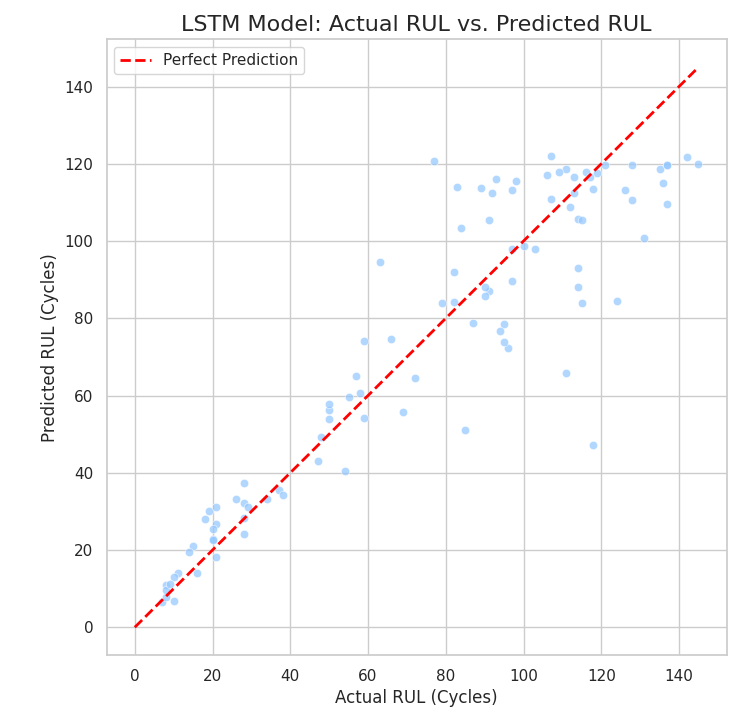 LSTM Model: Actual RUL vs. Predicted RUL
Perfect Prediction
140
120
100
80
60
40
20
0
Predicted RUL (Cycles)
0 20 40 60 80 100 120 140
Actual RUL (Cycles)